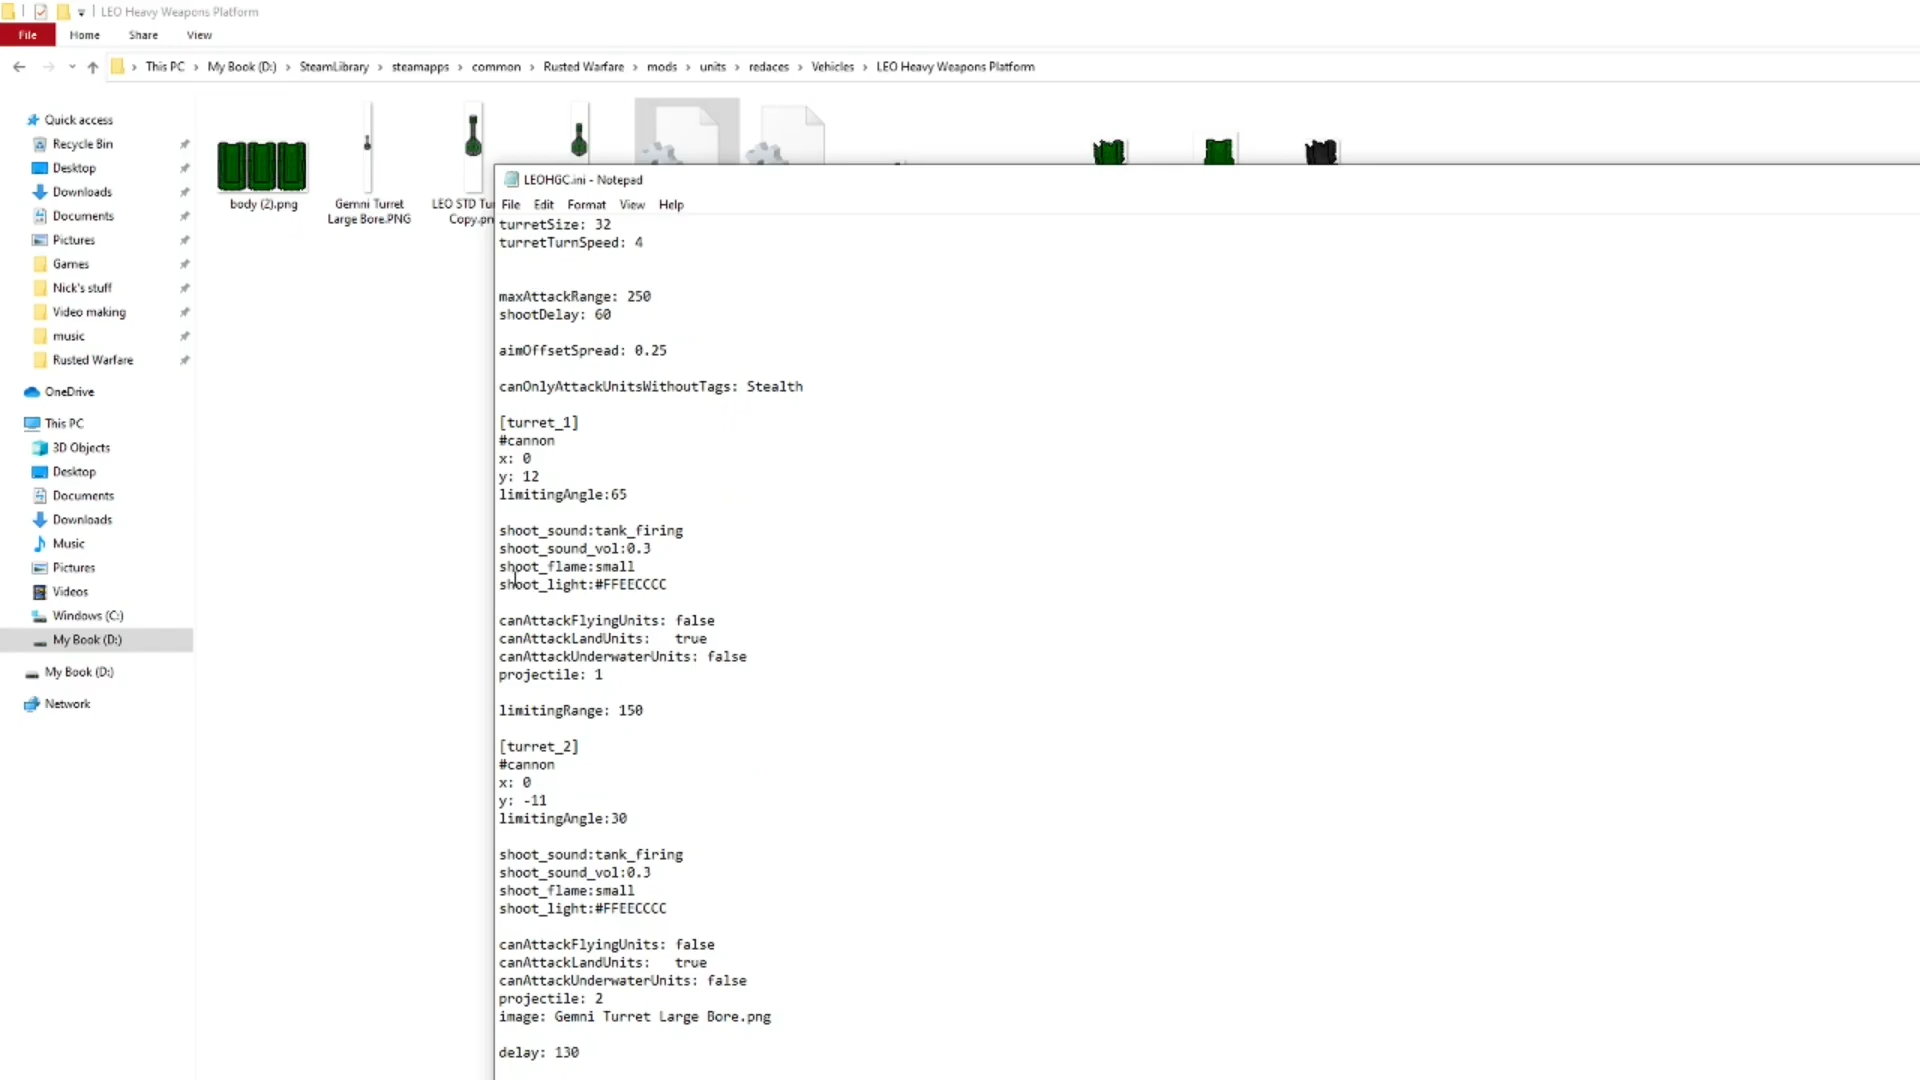 LEO Heavy Weapons Platform
File Home Share View
This PC My Book (D:) SteamLibrary steamapps common Rusted Warfare mods units redaces Vehicles LEO Heavy Weapons Platform
Quick access
Recycle Bin
Desktop
Downloads
Documents
Pictures
Games
Nick's stuff
Video making
music
Rusted Warfare
OneDrive
This PC
3D Objects
Desktop
Documents
Downloads
Music
Pictures
Videos
Windows (C:)
My Book (D:)
My Book (D:)
Network
body (2).png
Gemni Turret
Large Bore.PNG
LEO STD Tu
Copy.pn
LEOHGC.ini - Notepad
File Edit Format View Help
turretSize: 32
turretTurnSpeed: 4
maxAttackRange: 250
shootDelay: 60
aimOffsetSpread: 0.25
canOnlyAttackUnitsWithoutTags: Stealth
[turret_1]
#cannon
x: 0
y: 12
limitingAngle:65
shoot_sound:tank_firing
shoot_sound_vol:0.3
shoot_flame:small
shoot_light:#FFEECCCC
canAttackFlyingUnits: false
canAttackLandUnits: true
canAttackUnderwaterUnits: false
projectile: 1
limitingRange: 150
[turret_2]
#cannon
x: 0
y: -11
limitingAngle:30
shoot_sound:tank_firing
shoot_sound_vol:0.3
shoot_flame:small
shoot_light:#FFEECCCC
canAttackFlyingUnits: false
canAttackLandUnits: true
canAttackUnderwaterUnits: false
projectile: 2
image: Gemni Turret Large Bore.png
delay: 130